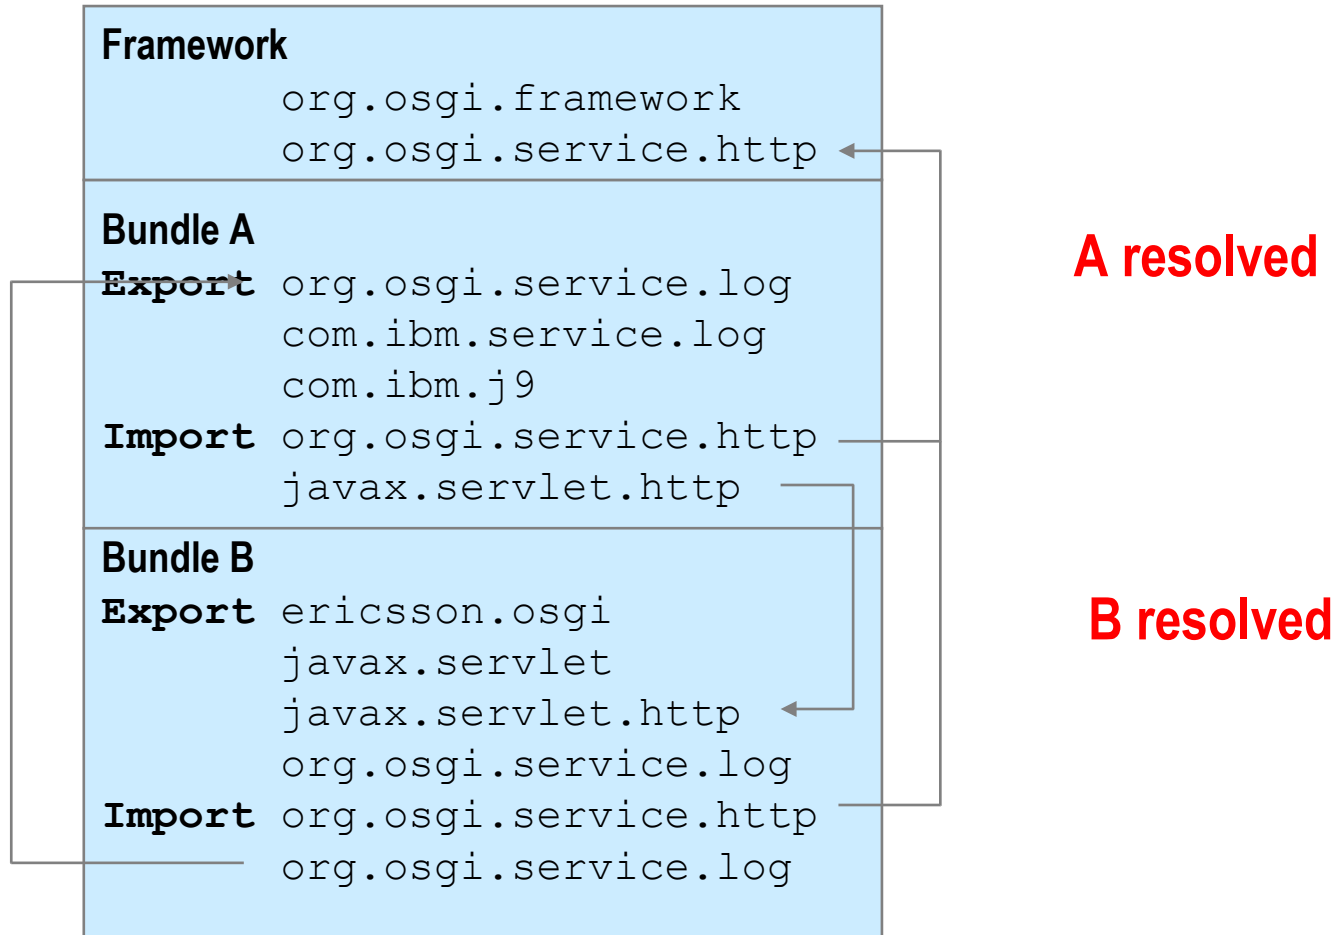 Framework
org.osgi.framework
org.osgi.service.http
Bundle A
Export org.osgi.service.log
com.ibm.service.log
com.ibm.j9
Import org.osgi.service.http
javax.servlet.http
A resolved
Bundle B
Export ericsson.osgi
javax.servlet
javax.servlet.http
org.osgi.service.log
Import org.osgi.service.http
org.osgi.service.log
B resolved